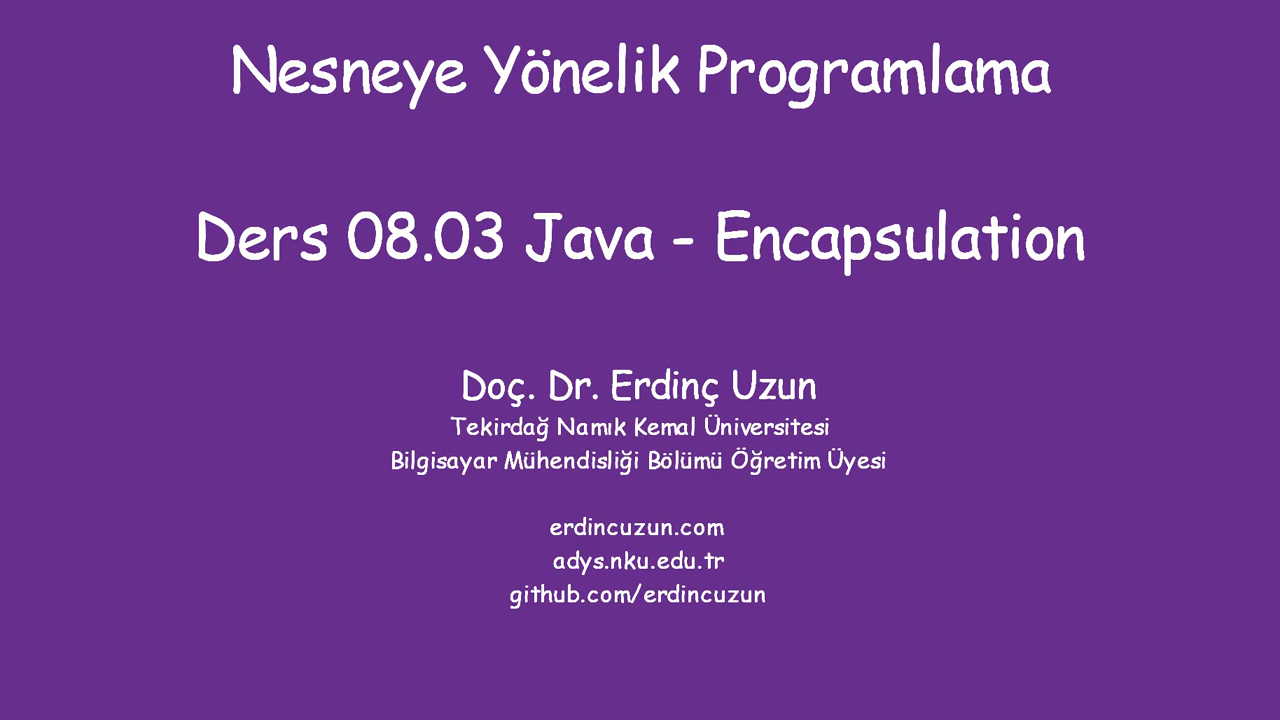 Nesneye Yönelik Programlama
Ders 08.03 Java - Encapsulation
Doç. Dr. Erdinç Uzun
Tekirdağ Namık Kemal Üniversitesi
Bilgisayar Mühendisliği Bölümü Öğretim Üyesi
erdincuzun.com
adys.nku.edu.tr
github.com/erdincuzun